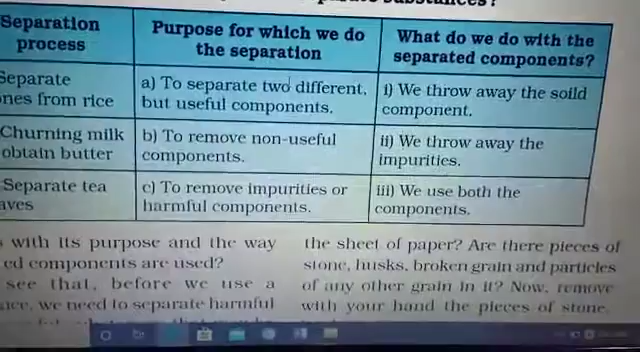 substances?
Separation process
Purpose for which we do the separation
What do we do with the separated components?
Separate
from rice
a) To separate two different, but useful components.
i) We throw away the soild component.
Churning milk
obtain butter
b) To remove non-useful components.
ii) We throw away the impurities.
Separate tea
c) To remove impurities or harmful components.
iii) We use both the components.
with its purpose and the way
components are used?
see that, before we use a
we need to separate harmful
the sheet of paper? Are there pieces of
stone, husks, broken grain and particles
of any other grain in it? Now, remove
with your hand the pieces of stone,